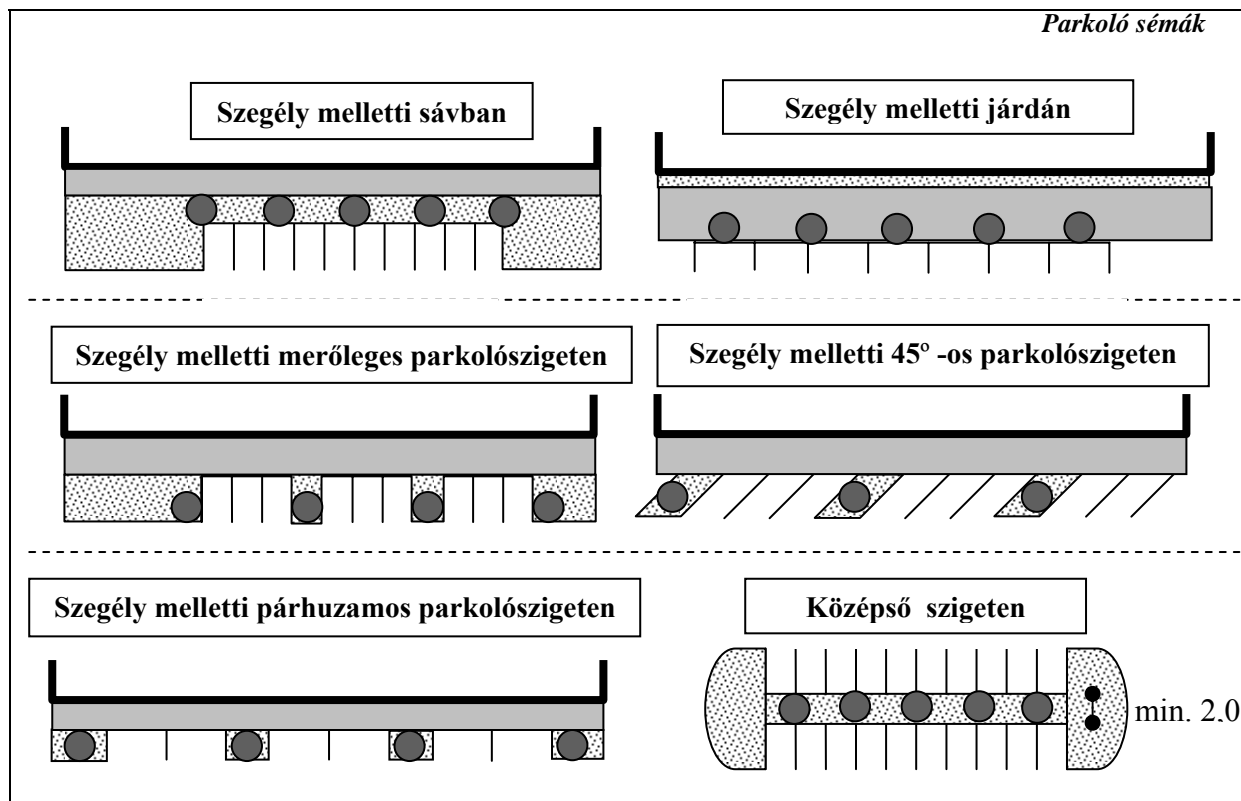 Parkoló sémák
Szegély melletti sávban
Szegély melletti járdán
Szegély melletti merőleges parkolószigeten
Szegély melletti 45º -os parkolószigeten
Szegély melletti párhuzamos parkolószigeten
Középső szigeten
min. 2.0